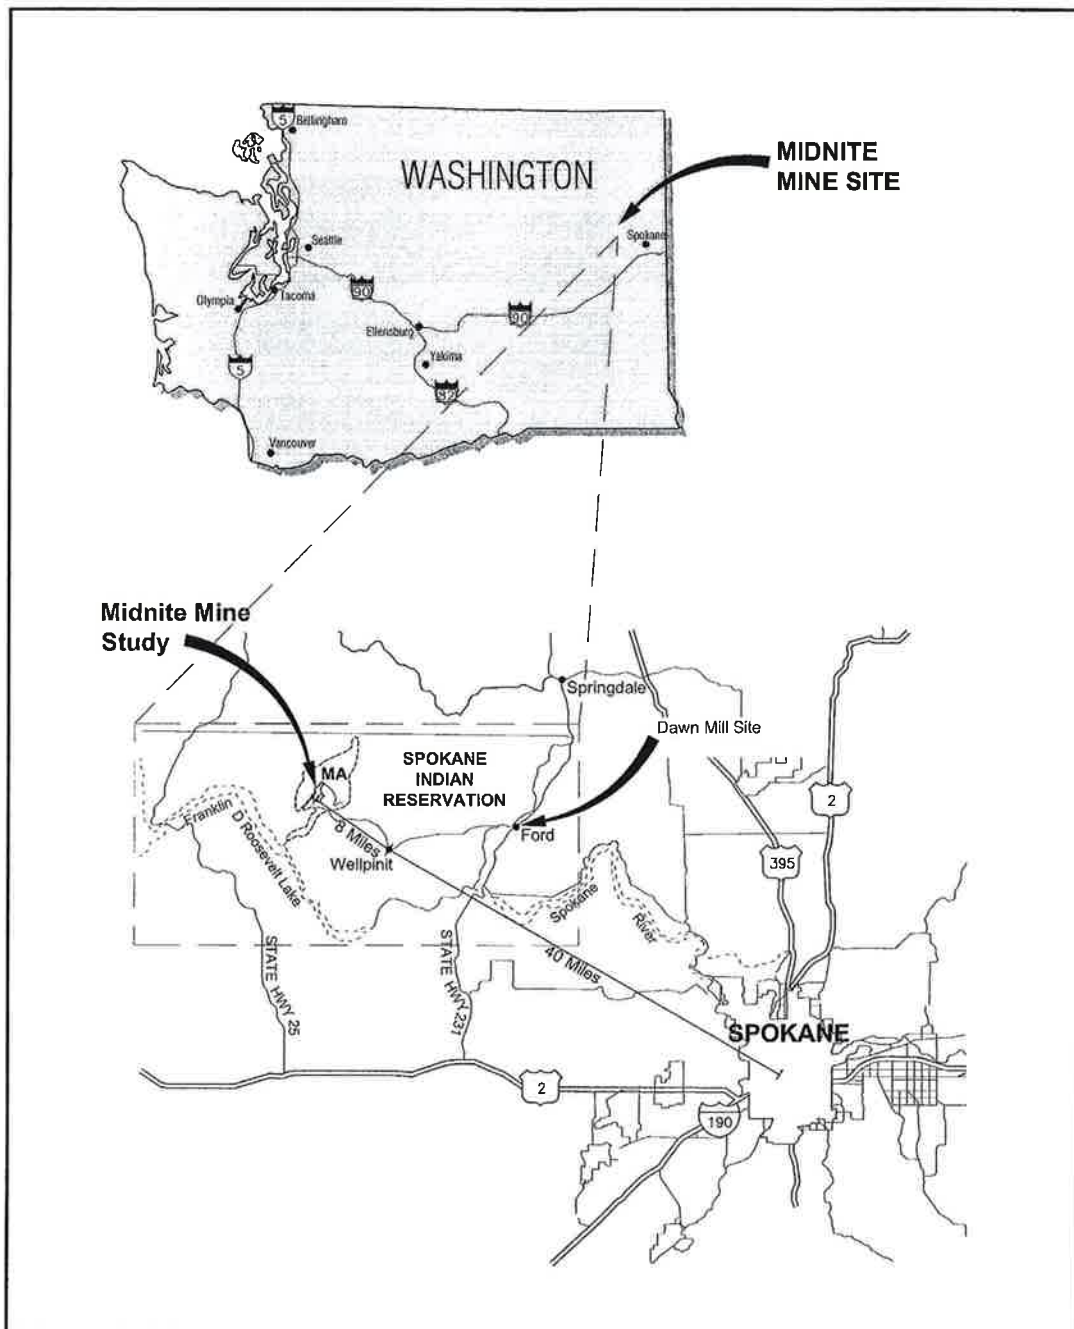 5
Bellingham
WASHINGTON
MIDNITE
MINE SITE
Seattle
Spokane
90
Olympia
Tacoma
90
Ellensburg
Yakima
5
82
Vancouver
Midnite Mine
Study
Springdale
Dawn Mill Site
SPOKANE
INDIAN
RESERVATION
MA
2
Franklin
D Roosevelt Lake
8 Miles
Wellpinit
Ford
395
Spokane
River
STATE HWY 25
STATE HWY 231
40 Miles
SPOKANE
2
190